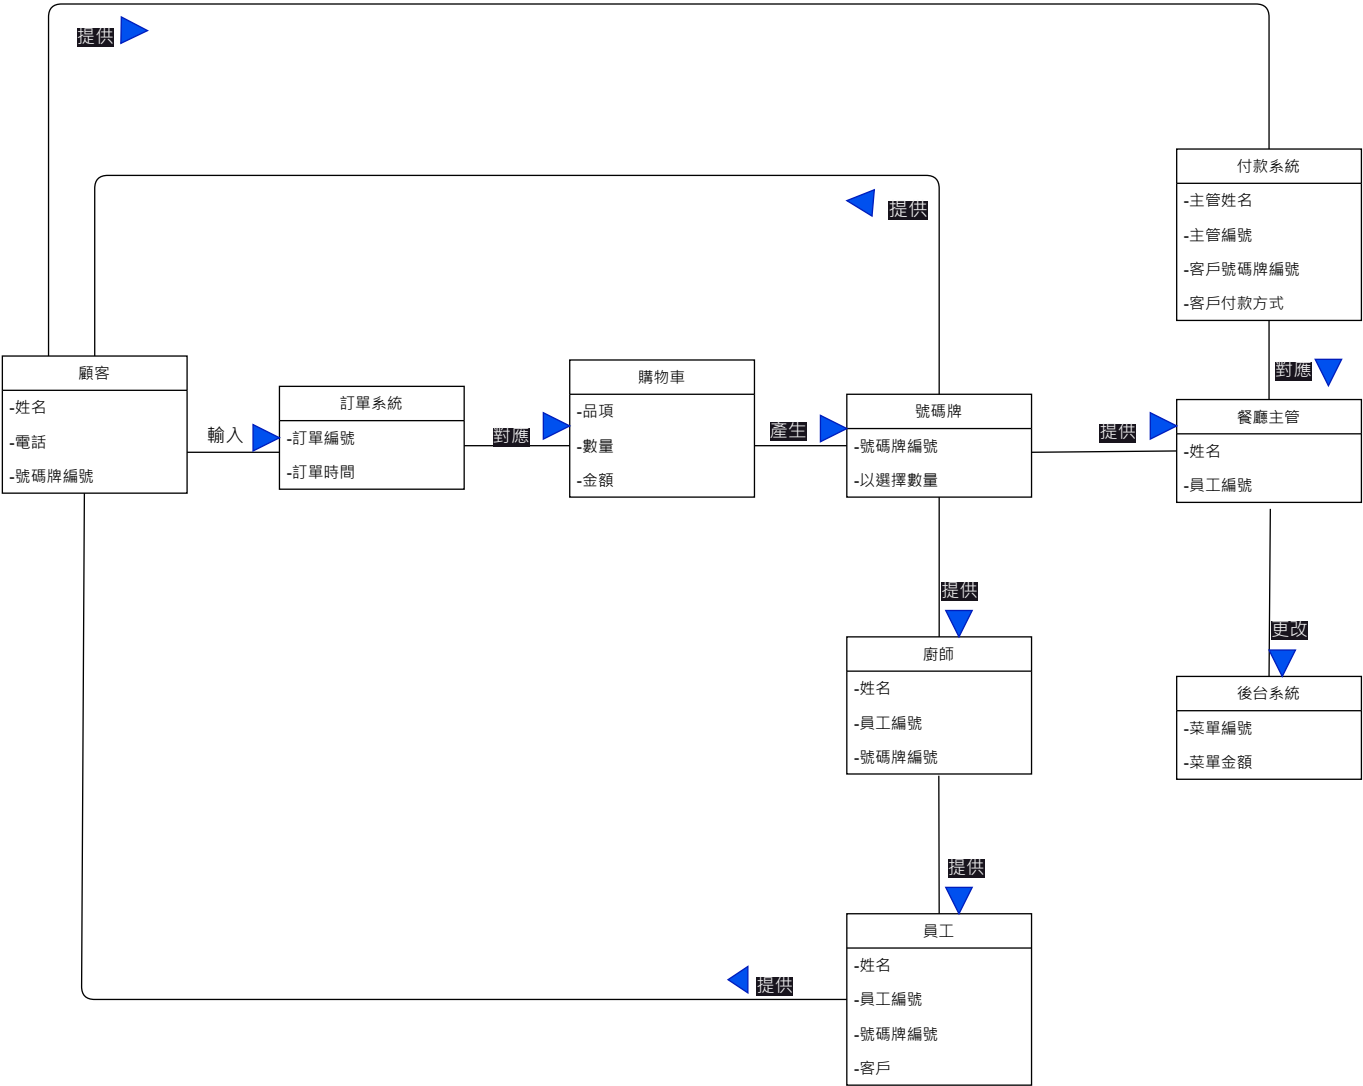 提供
提供
付款系統
-主管姓名
-主管編號
-客戶號碼牌編號
-客戶付款方式
對應
顧客
-姓名
-電話
-號碼牌編號
輸入
訂單系統
-訂單編號
-訂單時間
對應
購物車
-品項
-數量
-金額
產生
號碼牌
-號碼牌編號
-以選擇數量
提供
餐廳主管
-姓名
-員工編號
提供
更改
廚師
-姓名
-員工編號
-號碼牌編號
後台系統
-菜單編號
-菜單金額
提供
員工
-姓名
-員工編號
-號碼牌編號
-客戶
提供